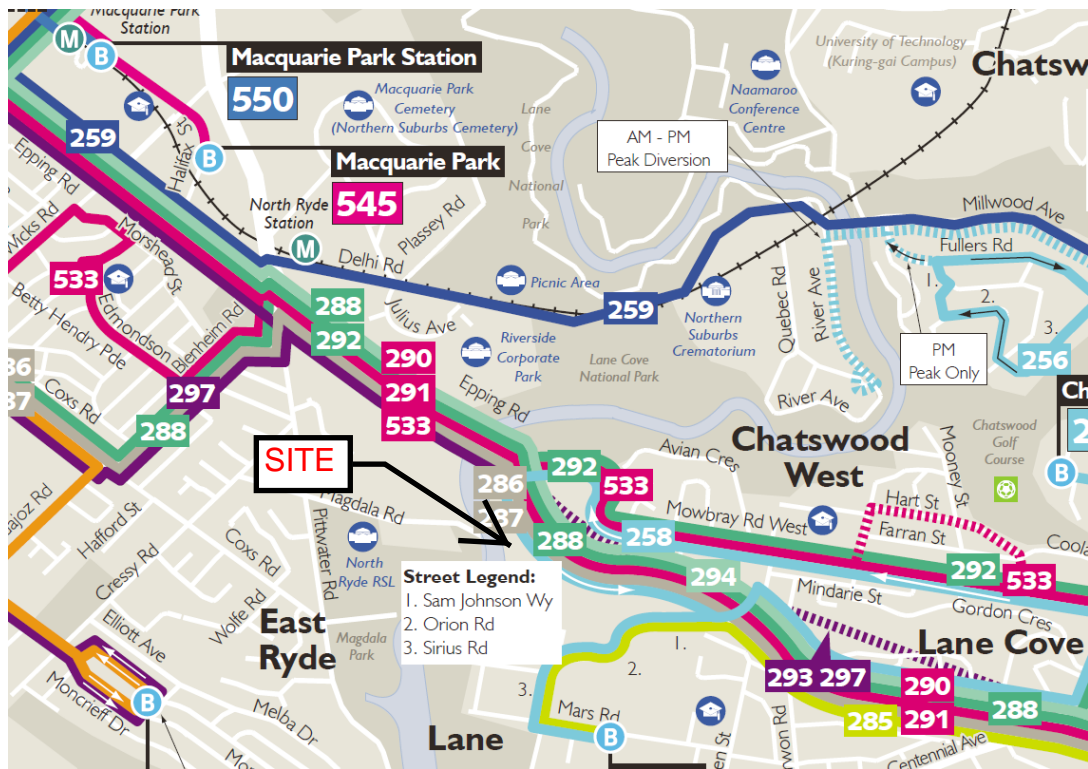 Macquarie Park
Station
M
B
Macquarie Park Station
550
Macquarie Park
Cemetery
(Northern Suburbs Cemetery)
University of Technology
(Kuring-gai Campus)
Chatsw
Naamaroo
Conference
Centre
Lane
Cove
National
Park
AM - PM
Peak Diversion
259
Epping Rd
Halifax St
B
Macquarie Park
545
North Ryde
Station
M
Plassey Rd
Delhi Rd
Millwood Ave
Fullers Rd
1.
2.
3.
256
PM
Peak Only
Wicks Rd
Morshead St
533
Edmondson
Betty Hendry Pde
Blenheim Rd
288
292
Julius Ave
Picnic Area
259
Northern
Suburbs
Crematorium
Quebec Rd
River Ave
River Ave
Riverside
Corporate
Park
Lane Cove
National Park
290
291
533
297
288
Coxs Rd
Epping Rd
Ch
2
B
Chatswood
Golf
Course
Chatswood
West
Mooney St
Avian Cres
SITE
286
292
533
Mowbray Rd West
Hart St
Farran St
258
288
294
292
533
Mindarie St
Gordon Cres
Magdala Rd
Pittwater Rd
North
Ryde RSL
Hafford St
Cressy Rd
Coxs Rd
Wolfe Rd
Elliott Ave
Moncrieff Dr
B
Melba Dr
East
Ryde
Magdala
Park
Street Legend:
1. Sam Johnson Wy
2. Orion Rd
3. Sirius Rd
Lane Cove
1.
2.
3.
Mars Rd
B
Lane
293 297
290
291
288
285
Centennial Ave